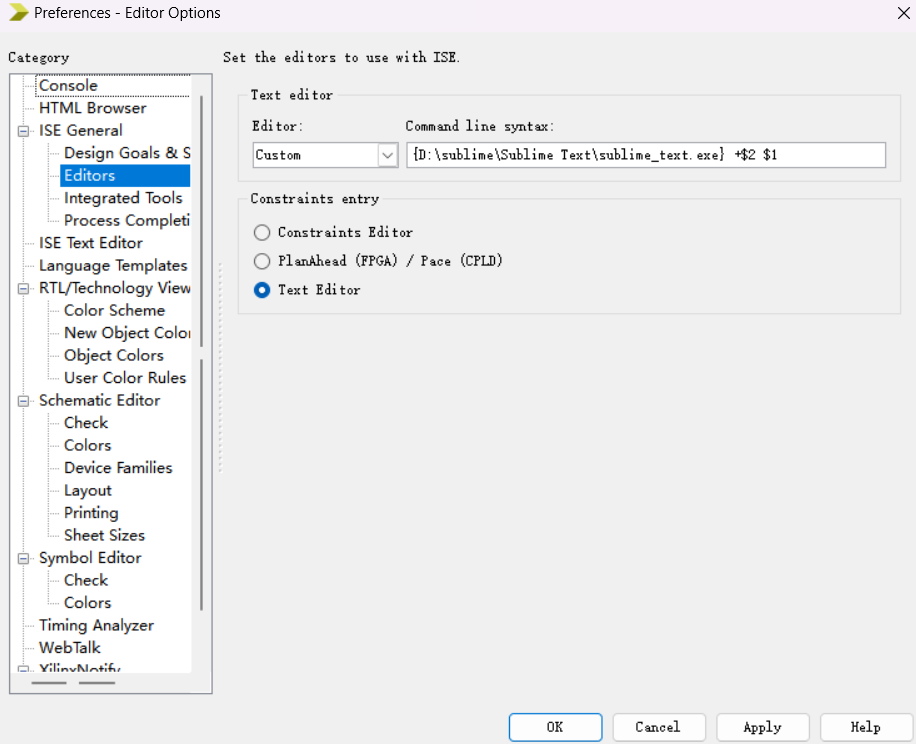 Preferences - Editor Options
Category
Console
HTML Browser
ISE General
Design Goals & S
Editors
Integrated Tools
Process Completi
ISE Text Editor
Language Templates
RTL/Technology View
Color Scheme
New Object Color
Object Colors
User Color Rules
Schematic Editor
Check
Colors
Device Families
Layout
Printing
Sheet Sizes
Symbol Editor
Check
Colors
Timing Analyzer
WebTalk
XilinxNotify
Set the editors to use with ISE.
Text editor
Editor: Command line syntax:
Custom {D:\sublime\Sublime Text\sublime_text.exe} +$2 $1
Constraints entry
Constraints Editor
PlanAhead (FPGA) / Pace (CPLD)
Text Editor
OK Cancel Apply Help